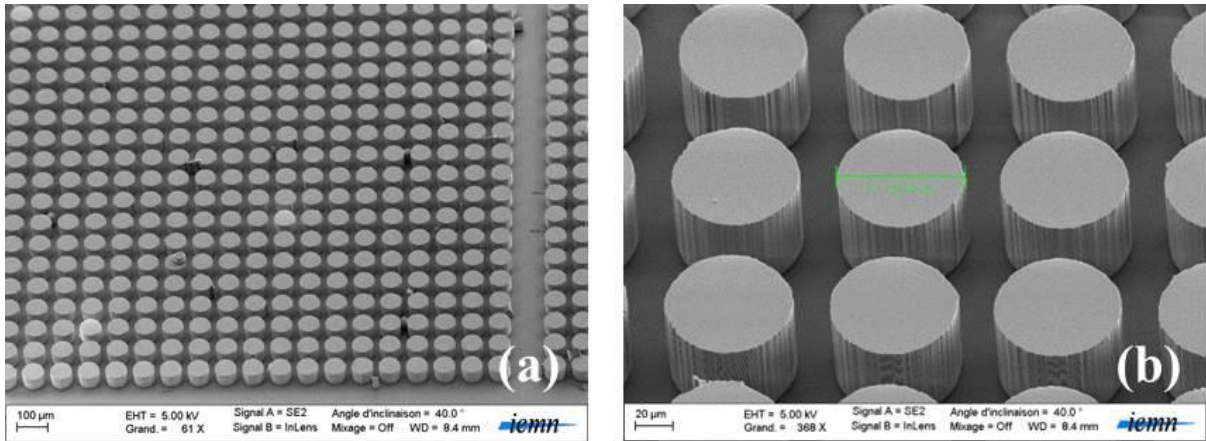 (a)
100 µm
EHT = 5.00 kV
Grand. = 61 X
Signal A = SE2
Signal B = InLens
Angle d'inclinaison = 40.0 °
Mixage = Off WD = 8.4 mm
iemn
(b)
20 µm
EHT = 5.00 kV
Grand. = 368 X
Signal A = SE2
Signal B = InLens
Angle d'inclinaison = 40.0 °
Mixage = Off WD = 8.4 mm
iemn